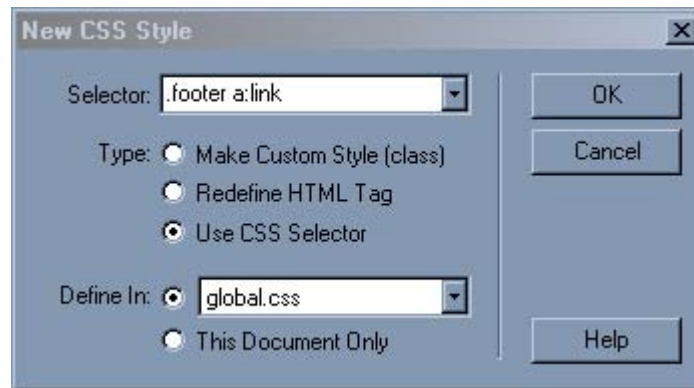 New CSS Style
Selector: .footer a:link
OK
Type: Make Custom Style (class)
Cancel
Redefine HTML Tag
Use CSS Selector
Define In: global.css
This Document Only
Help